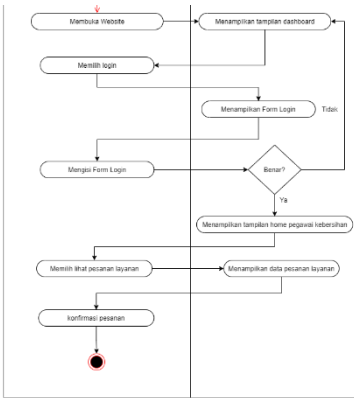 Membuka Website
Menampilkan tampilan dashboard
Memilih login
Menampilkan Form Login
Tidak
Mengisi Form Login
Benar?
Ya
Menampilkan tampilan home pegawai kebersihan
Memilih lihat pesanan layanan
Menampilkan data pesanan layanan
konfirmasi pesanan